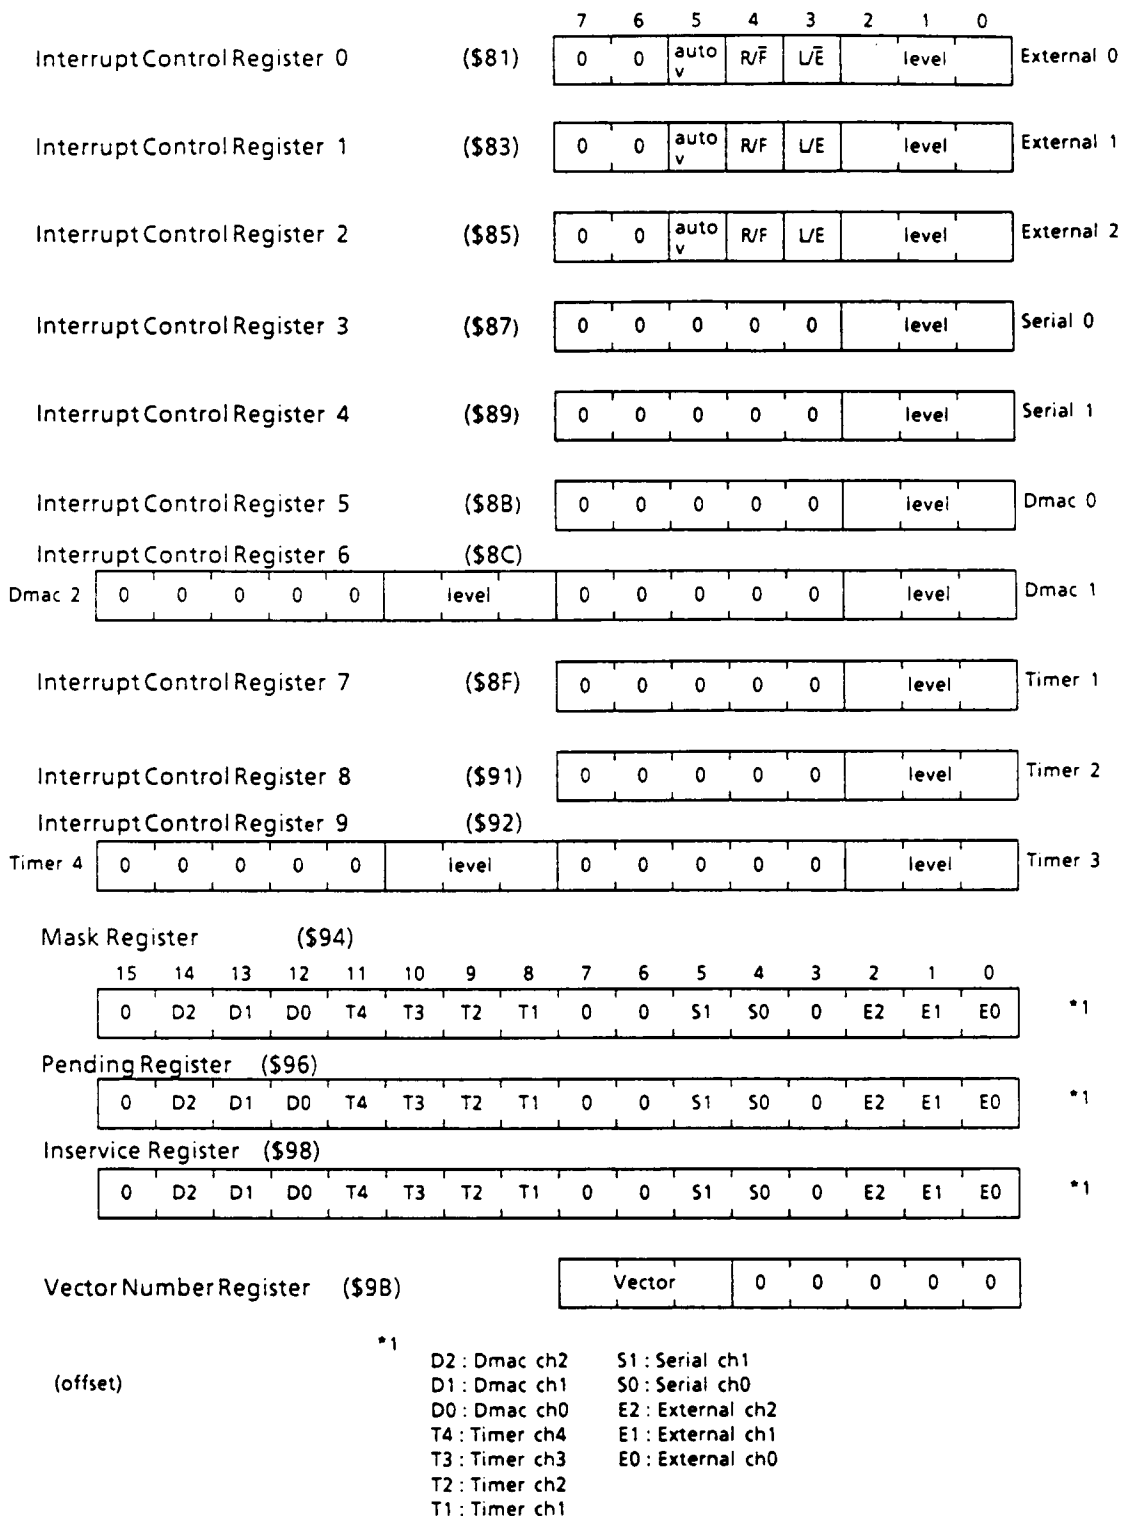 7 6 5 4 3 2 1 0
Interrupt Control Register 0 ($81) 0 0 auto v R/F̅ L/E̅ level External 0
Interrupt Control Register 1 ($83) 0 0 auto v R/F L/E level External 1
Interrupt Control Register 2 ($85) 0 0 auto v R/F L/E level External 2
Interrupt Control Register 3 ($87) 0 0 0 0 0 level Serial 0
Interrupt Control Register 4 ($89) 0 0 0 0 0 level Serial 1
Interrupt Control Register 5 ($8B) 0 0 0 0 0 level Dmac 0
Interrupt Control Register 6 ($8C)
Dmac 2 0 0 0 0 0 level 0 0 0 0 0 level Dmac 1
Interrupt Control Register 7 ($8F) 0 0 0 0 0 level Timer 1
Interrupt Control Register 8 ($91) 0 0 0 0 0 level Timer 2
Interrupt Control Register 9 ($92)
Timer 4 0 0 0 0 0 level 0 0 0 0 0 level Timer 3
Mask Register ($94)
15 14 13 12 11 10 9 8 7 6 5 4 3 2 1 0
0 D2 D1 D0 T4 T3 T2 T1 0 0 S1 S0 0 E2 E1 E0 *1
Pending Register ($96)
0 D2 D1 D0 T4 T3 T2 T1 0 0 S1 S0 0 E2 E1 E0 *1
Inservice Register ($98)
0 D2 D1 D0 T4 T3 T2 T1 0 0 S1 S0 0 E2 E1 E0 *1
Vector Number Register ($9B) Vector 0 0 0 0 0
*1
D2 : Dmac ch2 S1 : Serial ch1
(offset) D1 : Dmac ch1 S0 : Serial ch0
D0 : Dmac ch0 E2 : External ch2
T4 : Timer ch4 E1 : External ch1
T3 : Timer ch3 E0 : External ch0
T2 : Timer ch2
T1 : Timer ch1